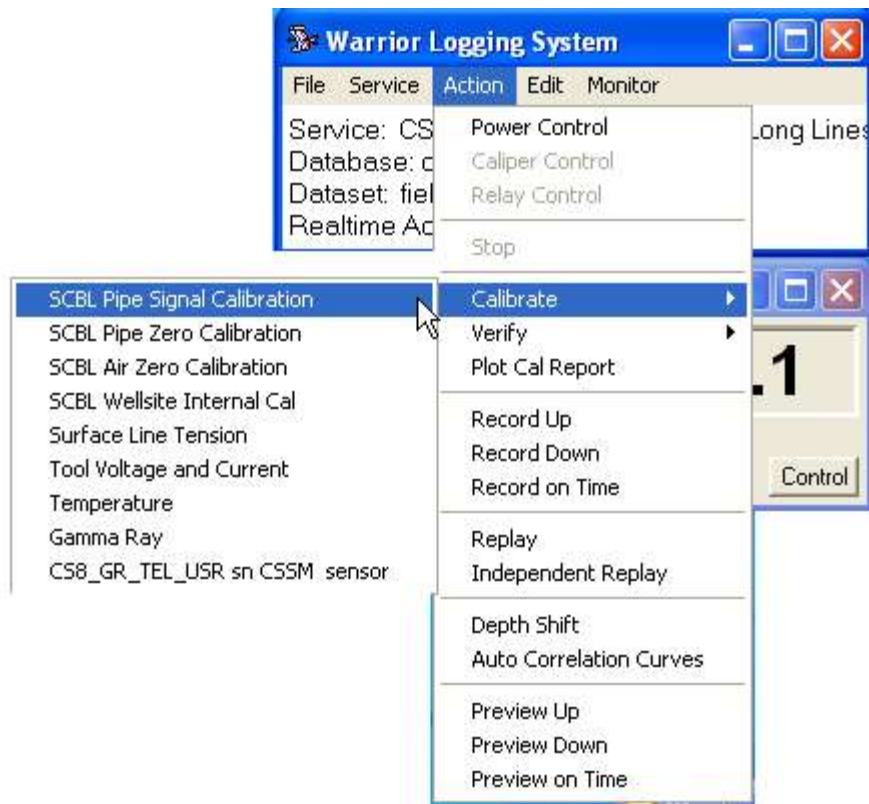 Warrior Logging System
File Service Action Edit Monitor
Service: CS
Long Lines
Database:
Dataset:
Realtime
Power Control
Caliper Control
Relay Control
Stop
Calibrate
Verify
Plot Cal Report
Record Up
Record Down
Record on Time
Replay
Independent Replay
Depth Shift
Auto Correlation Curves
Preview Up
Preview Down
Preview on Time
SCBL Pipe Signal Calibration
SCBL Pipe Zero Calibration
SCBL Air Zero Calibration
SCBL Wellsite Internal Cal
Surface Line Tension
Tool Voltage and Current
Temperature
Gamma Ray
CS8_GR_TEL_USR sn CSSM sensor
.1
Control